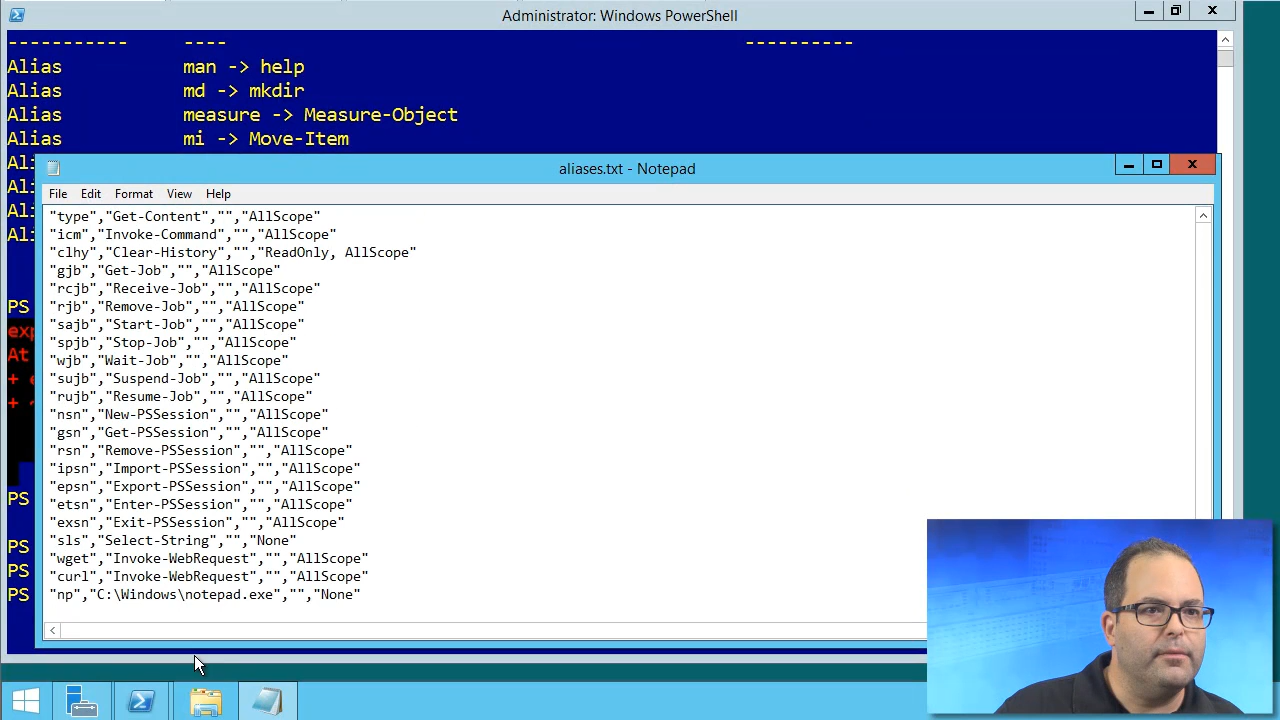 Administrator: Windows PowerShell
----------- ---- ----------
Alias man -> help
Alias md -> mkdir
Alias measure -> Measure-Object
Alias mi -> Move-Item
aliases.txt - Notepad
File Edit Format View Help
"type","Get-Content","","AllScope"
"icm","Invoke-Command","","AllScope"
"clhy","Clear-History","","ReadOnly, AllScope"
"gjb","Get-Job","","AllScope"
"rcjb","Receive-Job","","AllScope"
"rjb","Remove-Job","","AllScope"
"sajb","Start-Job","","AllScope"
"spjb","Stop-Job","","AllScope"
"wjb","Wait-Job","","AllScope"
"sujb","Suspend-Job","","AllScope"
"rujb","Resume-Job","","AllScope"
"nsn","New-PSSession","","AllScope"
"gsn","Get-PSSession","","AllScope"
"rsn","Remove-PSSession","","AllScope"
"ipsn","Import-PSSession","","AllScope"
"epsn","Export-PSSession","","AllScope"
"etsn","Enter-PSSession","","AllScope"
"exsn","Exit-PSSession","","AllScope"
"sls","Select-String","","None"
"wget","Invoke-WebRequest","","AllScope"
"curl","Invoke-WebRequest","","AllScope"
"np","C:\Windows\notepad.exe","","None"
PS
At
+
+
PS
PS
PS
PS